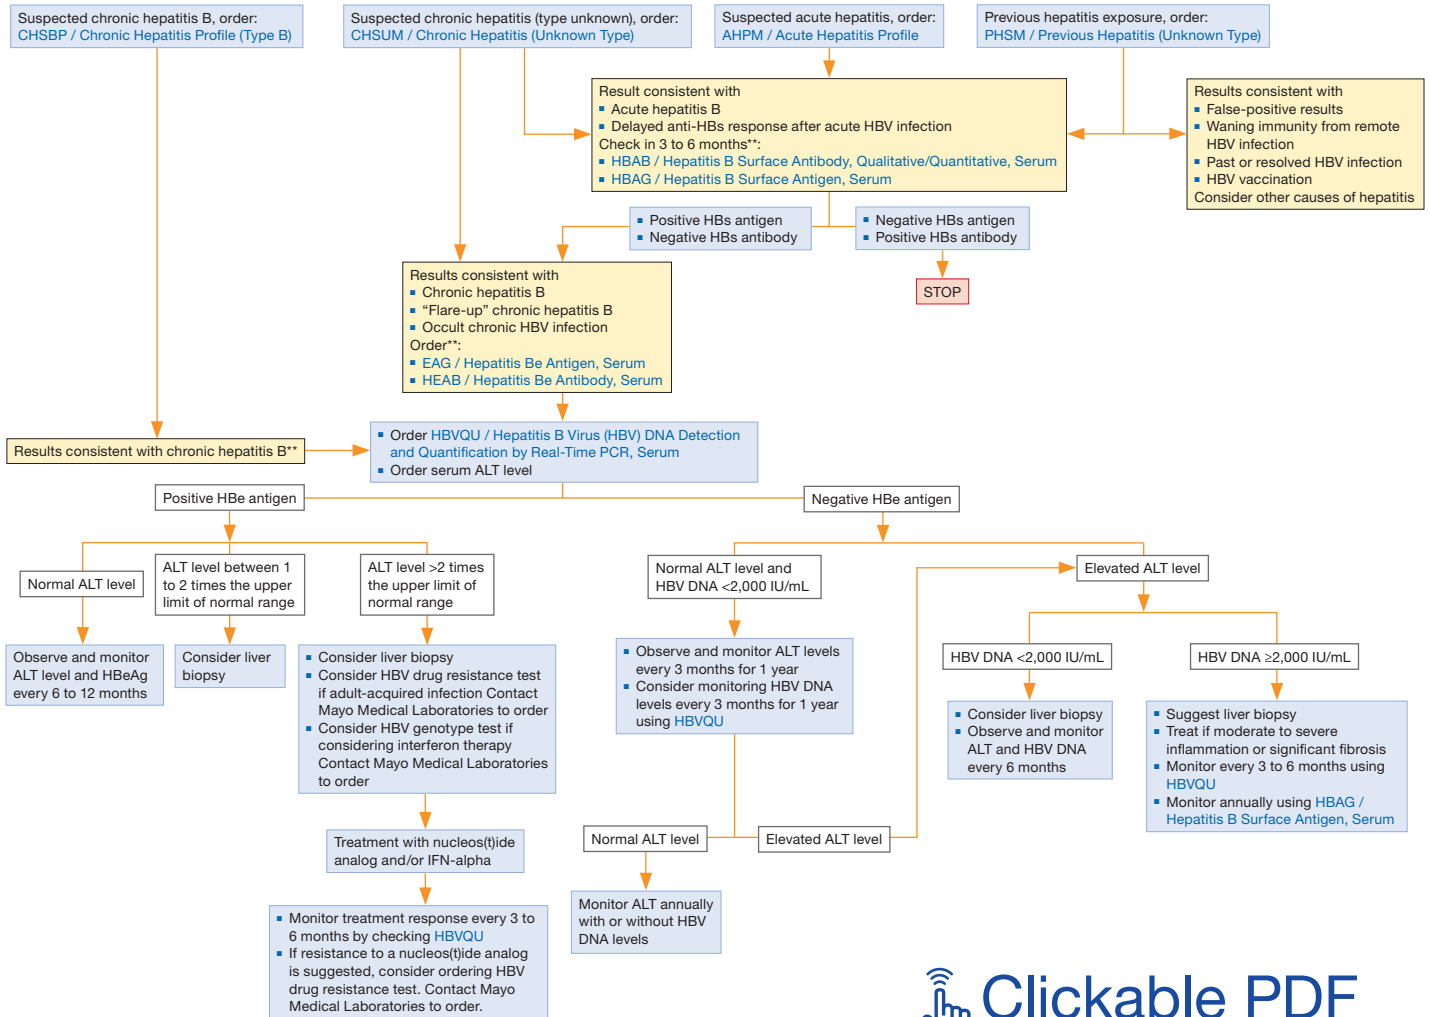 Suspected chronic hepatitis B, order:
CHSBP / Chronic Hepatitis Profile (Type B)
Suspected chronic hepatitis (type unknown), order:
CHSUM / Chronic Hepatitis (Unknown Type)
Suspected acute hepatitis, order:
AHPM / Acute Hepatitis Profile
Previous hepatitis exposure, order:
PHSM / Previous Hepatitis (Unknown Type)
Result consistent with
▪ Acute hepatitis B
▪ Delayed anti-HBs response after acute HBV infection
Check in 3 to 6 months**:
▪ HBAB / Hepatitis B Surface Antibody, Qualitative/Quantitative, Serum
▪ HBAG / Hepatitis B Surface Antigen, Serum
Results consistent with
▪ False-positive results
▪ Waning immunity from remote
HBV infection
▪ Past or resolved HBV infection
▪ HBV vaccination
Consider other causes of hepatitis
▪ Positive HBs antigen
▪ Negative HBs antibody
▪ Negative HBs antigen
▪ Positive HBs antibody
STOP
Results consistent with
▪ Chronic hepatitis B
▪ “Flare-up” chronic hepatitis B
▪ Occult chronic HBV infection
Order**:
▪ EAG / Hepatitis Be Antigen, Serum
▪ HEAB / Hepatitis Be Antibody, Serum
Results consistent with chronic hepatitis B**
▪ Order HBVQU / Hepatitis B Virus (HBV) DNA Detection
and Quantification by Real-Time PCR, Serum
▪ Order serum ALT level
Positive HBe antigen
Negative HBe antigen
Normal ALT level
ALT level between 1
to 2 times the upper
limit of normal range
ALT level >2 times
the upper limit of
normal range
Normal ALT level and
HBV DNA <2,000 IU/mL
Elevated ALT level
Observe and monitor
ALT level and HBeAg
every 6 to 12 months
Consider liver
biopsy
▪ Consider liver biopsy
▪ Consider HBV drug resistance test
if adult-acquired infection Contact
Mayo Medical Laboratories to order
▪ Consider HBV genotype test if
considering interferon therapy
Contact Mayo Medical Laboratories
to order
▪ Observe and monitor ALT levels
every 3 months for 1 year
▪ Consider monitoring HBV DNA
levels every 3 months for 1 year
using HBVQU
HBV DNA <2,000 IU/mL
HBV DNA ≥2,000 IU/mL
▪ Consider liver biopsy
▪ Observe and monitor
ALT and HBV DNA
every 6 months
▪ Suggest liver biopsy
▪ Treat if moderate to severe
inflammation or significant fibrosis
▪ Monitor every 3 to 6 months using
HBVQU
▪ Monitor annually using HBAG /
Hepatitis B Surface Antigen, Serum
Treatment with nucleos(t)ide
analog and/or IFN-alpha
Normal ALT level
Elevated ALT level
▪ Monitor treatment response every 3 to
6 months by checking HBVQU
▪ If resistance to a nucleos(t)ide analog
is suggested, consider ordering HBV
drug resistance test. Contact Mayo
Medical Laboratories to order.
Monitor ALT annually
with or without HBV
DNA levels
Clickable PDF